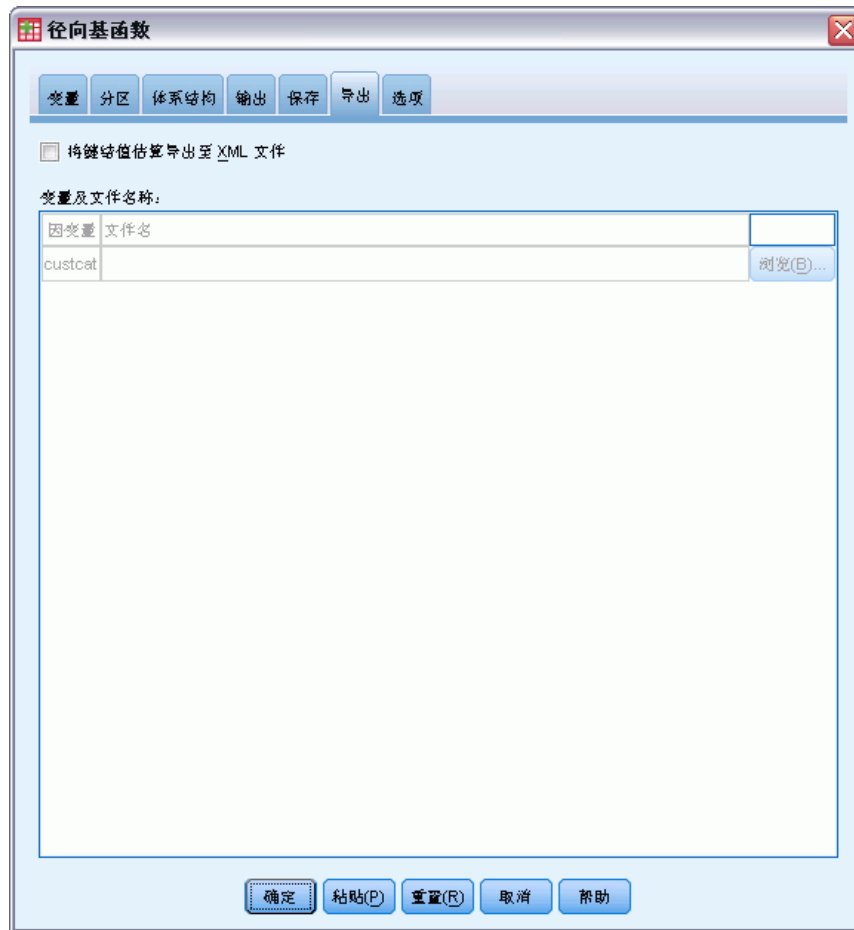 径向基函数
变量 分区 体系结构 输出 保存 导出 选项
将键结值估算导出至 XML 文件
变量及文件名称:
因变量 文件名
custcat 浏览(B)...
确定 粘贴(P) 重置(R) 取消 帮助